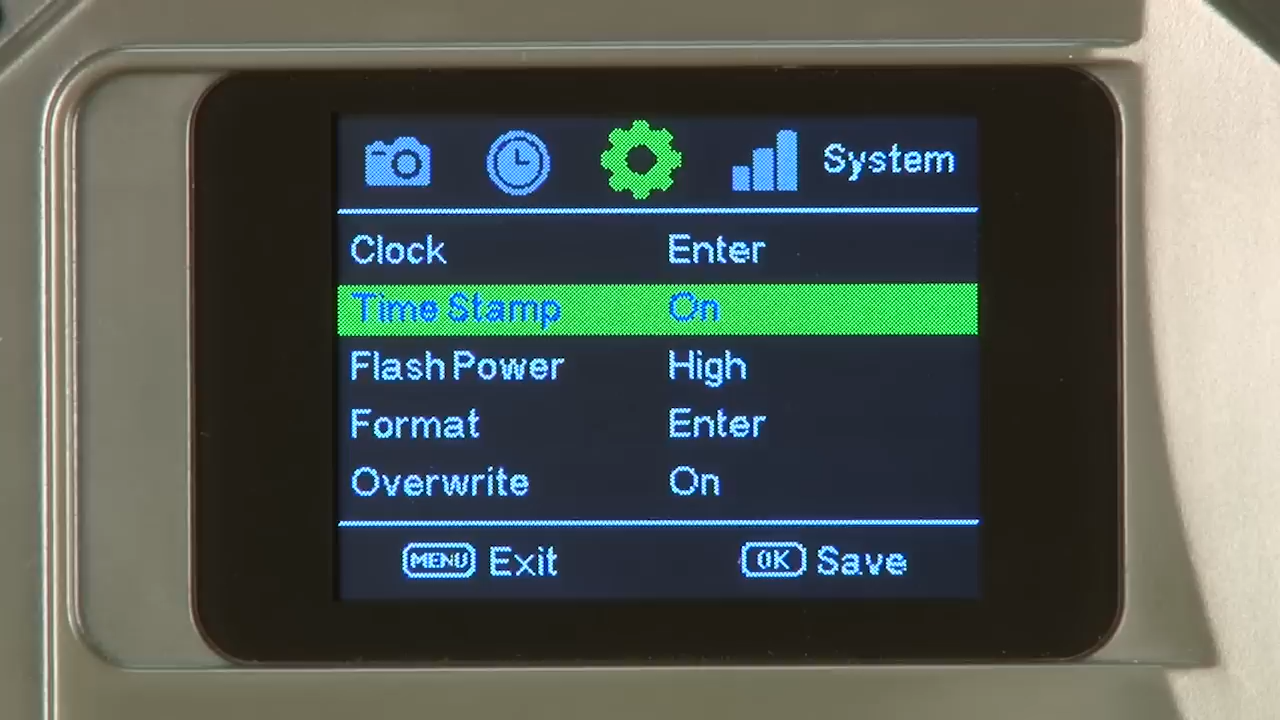 System
Clock Enter
Time Stamp On
Flash Power High
Format Enter
Overwrite On
MENU Exit OK Save